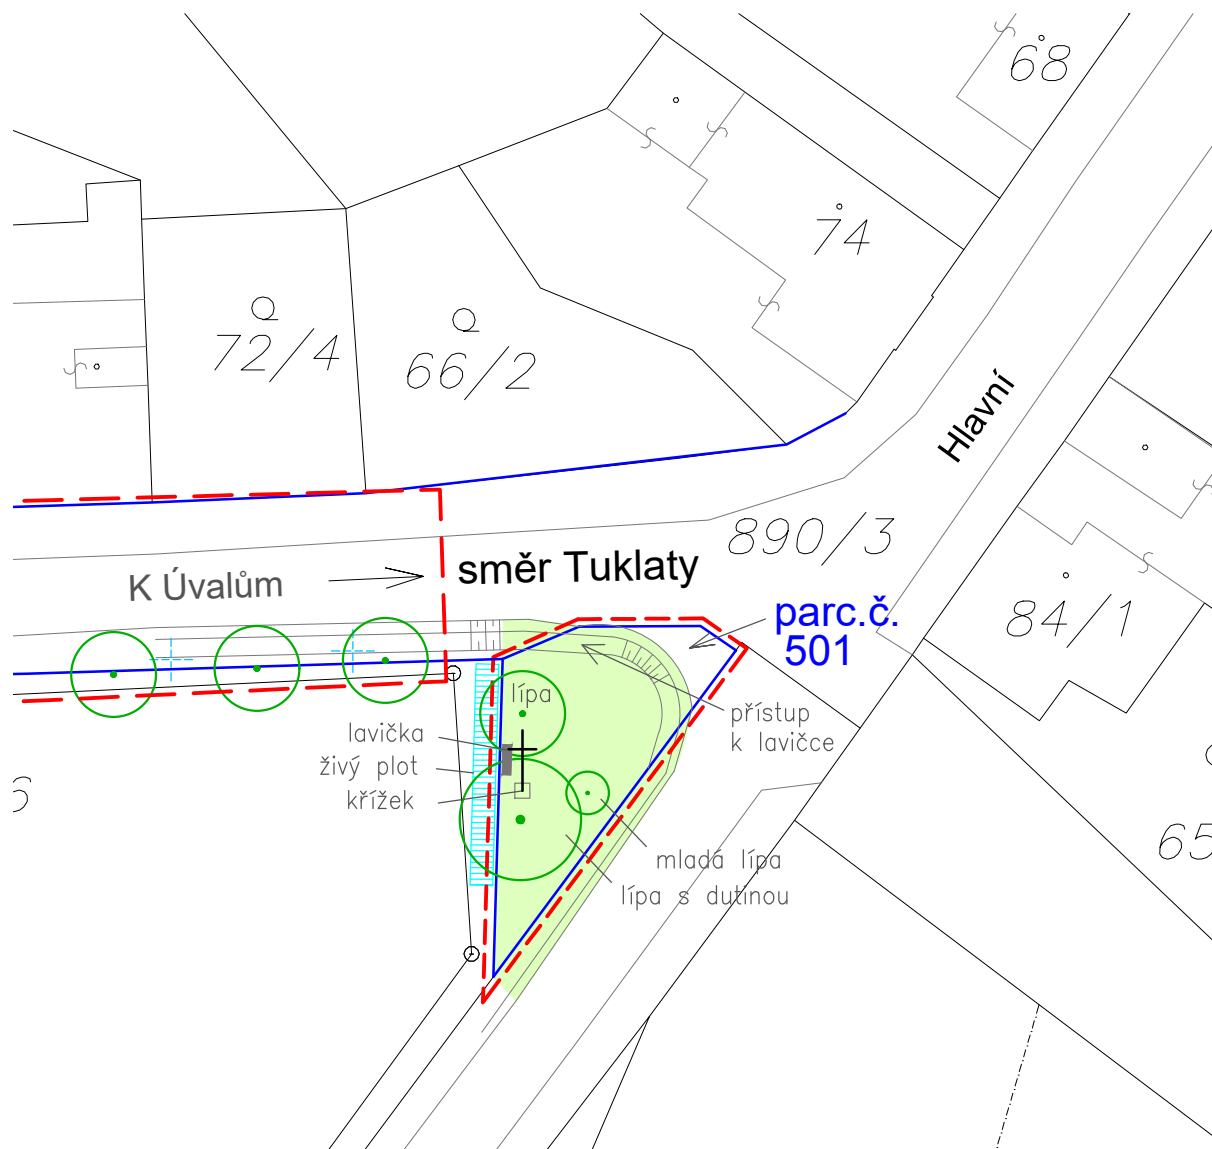 68
74
72/4
66/2
Hlavní
890/3
směr Tuklaty
K Úvalům
84/1
parc.č.
501
lípa
přístup
k lavičce
lavička
živý plot
křížek
6
65
mladá lípa
lípa s dutinou